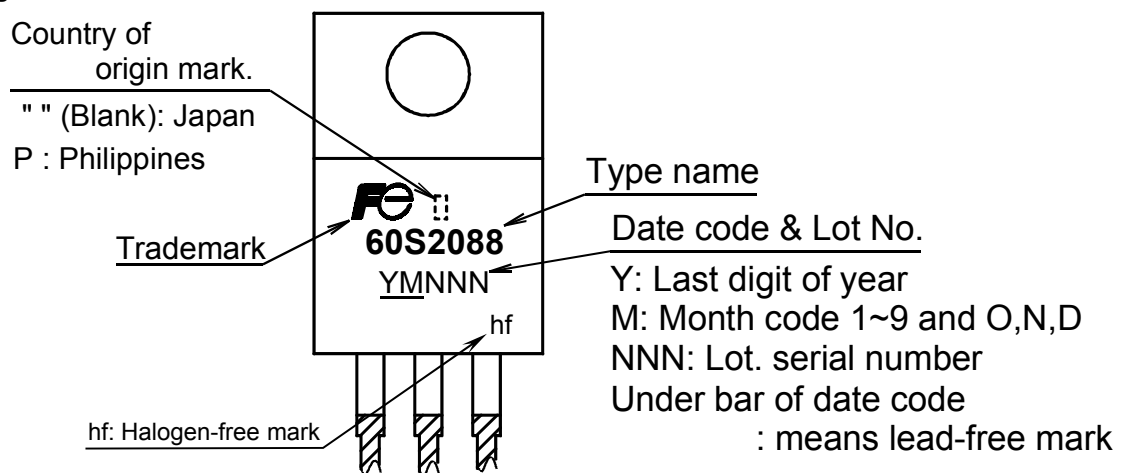 Country of
origin mark.
" " (Blank): Japan
P : Philippines
Trademark
Fe
60S2088
YMNNN
hf
hf: Halogen-free mark
Type name
Date code & Lot No.
Y: Last digit of year
M: Month code 1~9 and O,N,D
NNN: Lot. serial number
Under bar of date code
: means lead-free mark